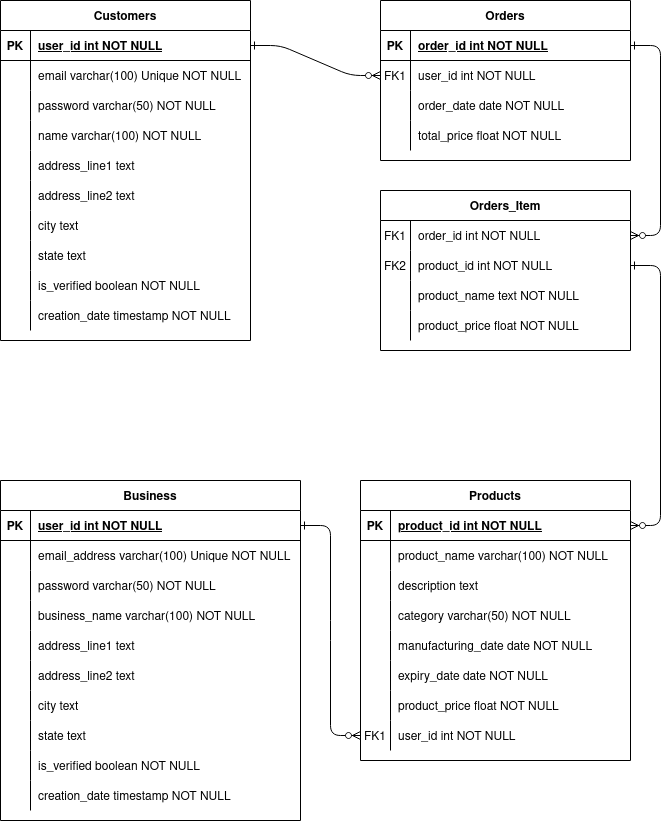 Customers
PK user_id int NOT NULL
email varchar(100) Unique NOT NULL
password varchar(50) NOT NULL
name varchar(100) NOT NULL
address_line1 text
address_line2 text
city text
state text
is_verified boolean NOT NULL
creation_date timestamp NOT NULL
Orders
PK order_id int NOT NULL
FK1 user_id int NOT NULL
order_date date NOT NULL
total_price float NOT NULL
Orders_Item
FK1 order_id int NOT NULL
FK2 product_id int NOT NULL
product_name text NOT NULL
product_price float NOT NULL
Business
PK user_id int NOT NULL
email_address varchar(100) Unique NOT NULL
password varchar(50) NOT NULL
business_name varchar(100) NOT NULL
address_line1 text
address_line2 text
city text
state text
is_verified boolean NOT NULL
creation_date timestamp NOT NULL
Products
PK product_id int NOT NULL
product_name varchar(100) NOT NULL
description text
category varchar(50) NOT NULL
manufacturing_date date NOT NULL
expiry_date date NOT NULL
product_price float NOT NULL
FK1 user_id int NOT NULL